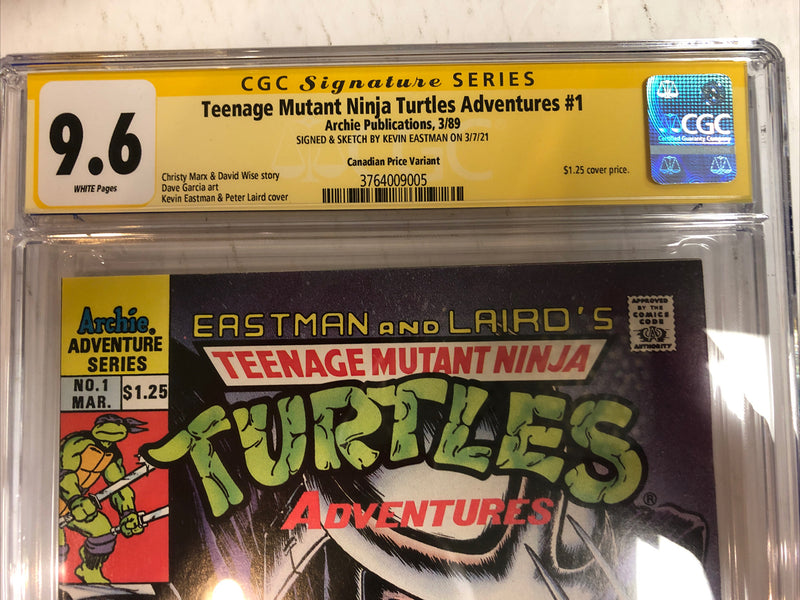 CGC Signature SERIES
9.6
WHITE Pages
Teenage Mutant Ninja Turtles Adventures #1
Archie Publications, 3/89
SIGNED & SKETCH BY KEVIN EASTMAN ON 3/7/21
Canadian Price Variant
Christy Marx & David Wise story
Dave Garcia art
Kevin Eastman & Peter Laird cover
3764009005
$1.25 cover price.
CGC
Certified Guaranty Company
Archie®
ADVENTURE
SERIES
NO.1
MAR.
$1.25
EASTMAN AND LAIRD'S
TEENAGE MUTANT NINJA
TURTLES®
ADVENTURES
APPROVED
BY THE
COMICS
CODE
AUTHORITY